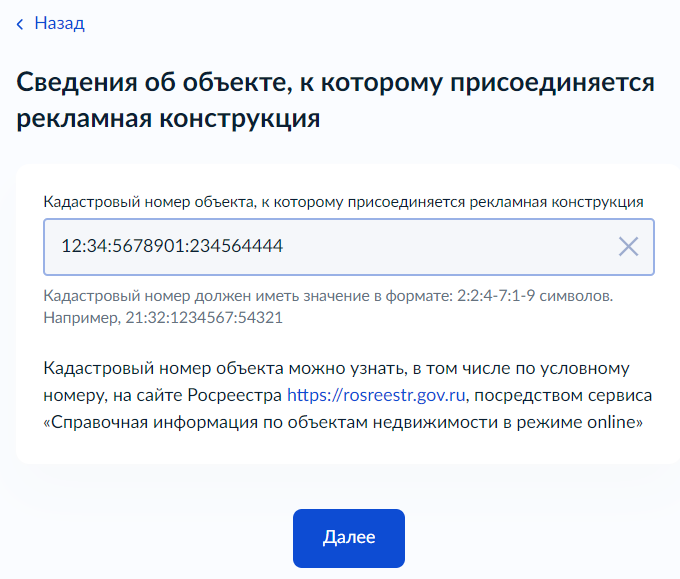 Назад
Сведения об объекте, к которому присоединяется
рекламная конструкция
Кадастровый номер объекта, к которому присоединяется рекламная конструкция
12:34:5678901:234564444
Кадастровый номер должен иметь значение в формате: 2:2:4-7:1-9 символов.
Например, 21:32:1234567:54321
Кадастровый номер объекта можно узнать, в том числе по условному
номеру, на сайте Росреестра https://rosreestr.gov.ru, посредством сервиса
«Справочная информация по объектам недвижимости в режиме online»
Далее